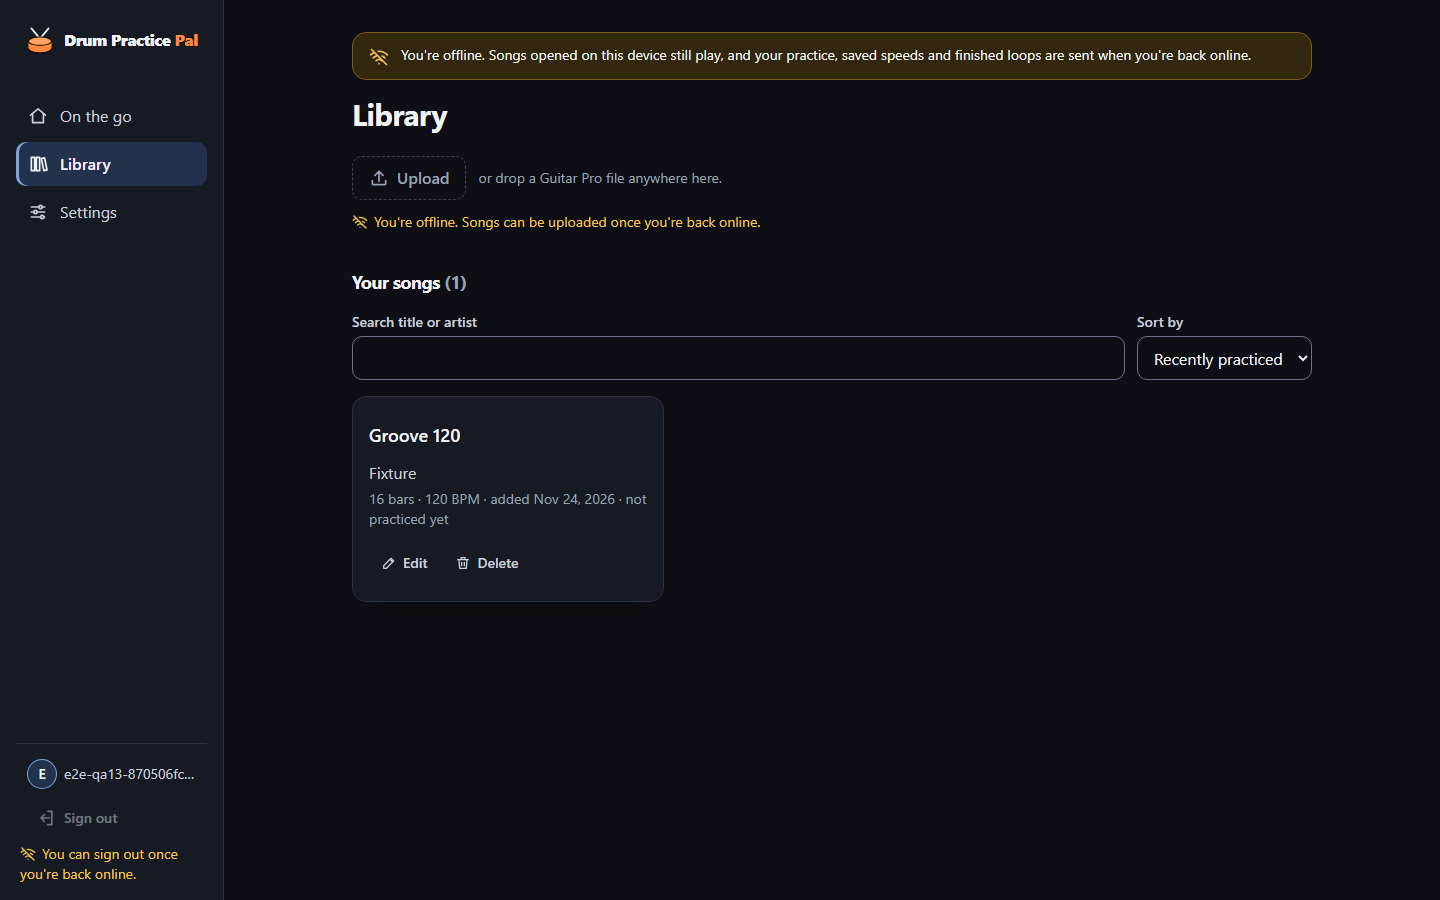 Drum Practice Pal
On the go
Library
Settings
e2e-qa13-870506fc...
Sign out
You can sign out once
you're back online.
You're offline. Songs opened on this device still play, and your practice, saved speeds and finished loops are sent when you're back online.
Library
Upload
or drop a Guitar Pro file anywhere here.
You're offline. Songs can be uploaded once you're back online.
Your songs (1)
Search title or artist
Sort by
Recently practiced
Groove 120
Fixture
16 bars · 120 BPM · added Nov 24, 2026 · not
practiced yet
Edit
Delete
E